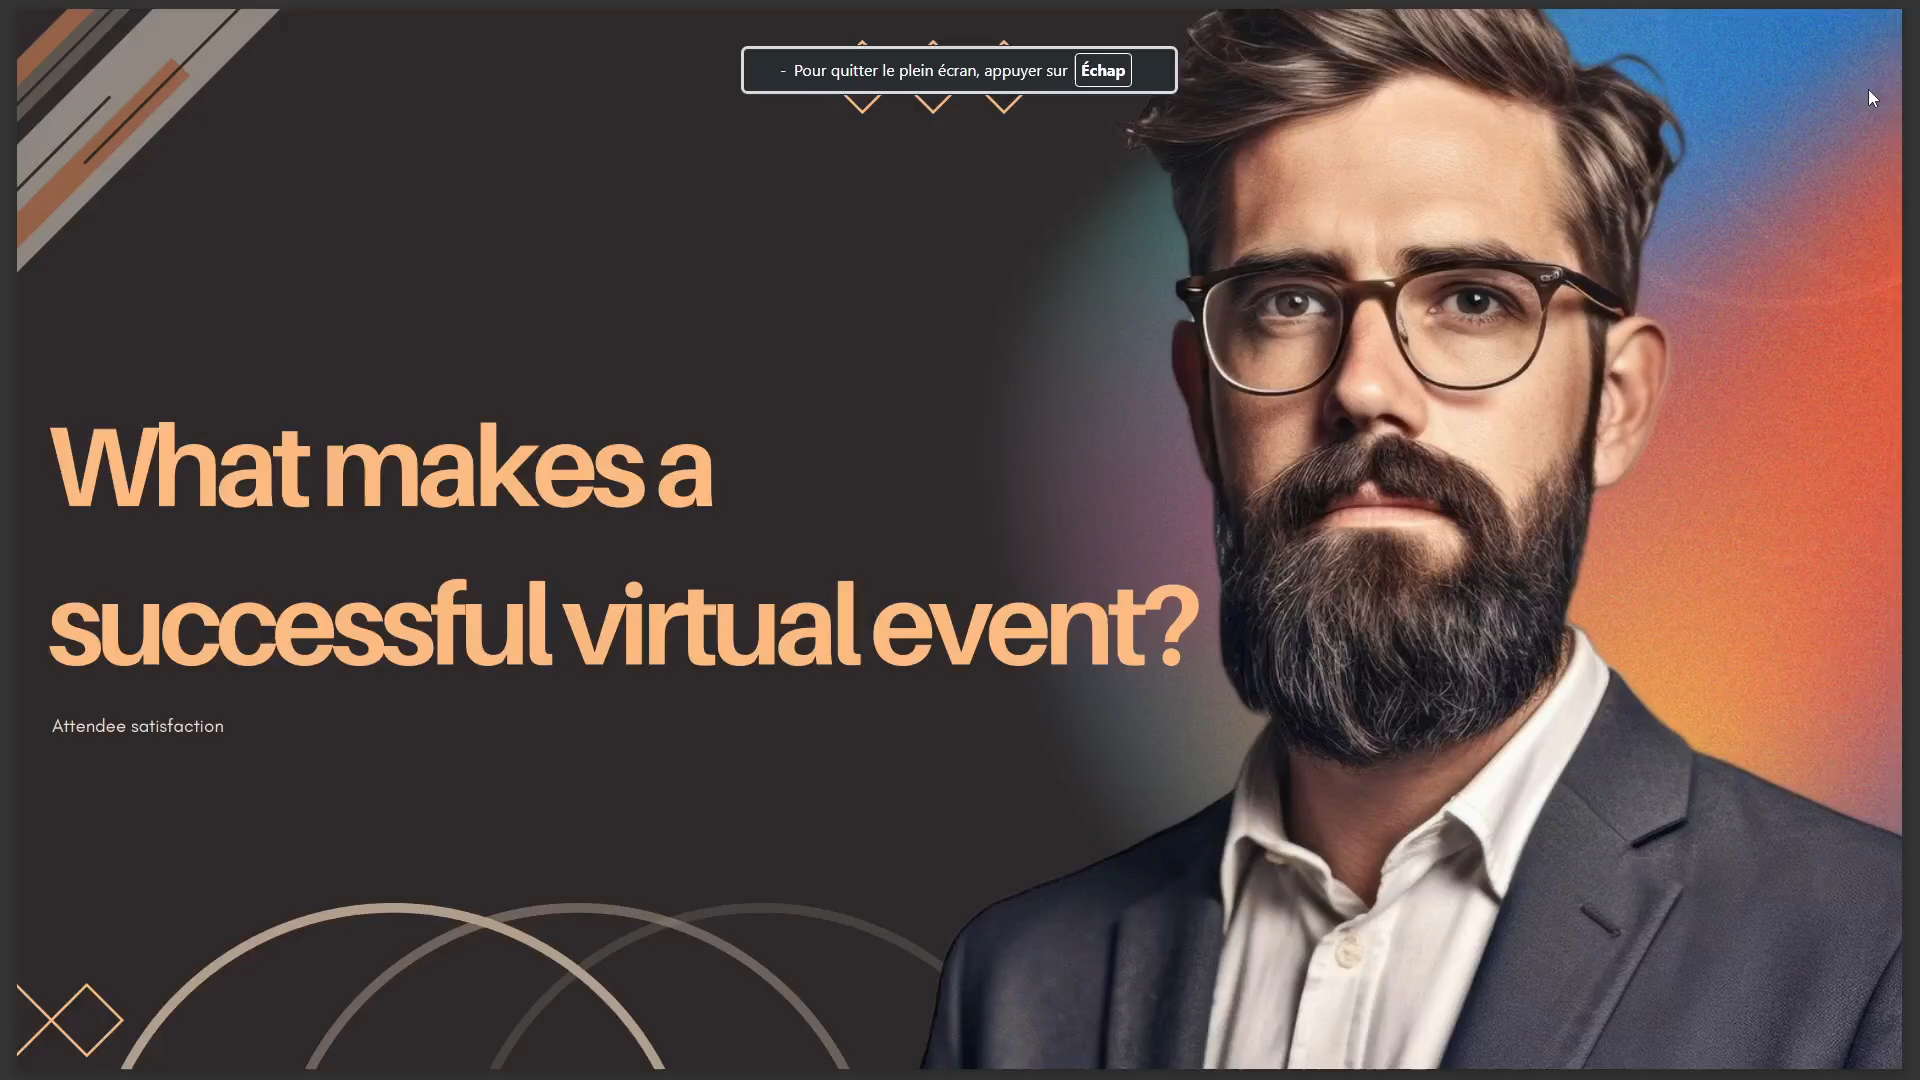 - Pour quitter le plein écran, appuyer sur Échap
What makes a
successful virtual event?
Attendee satisfaction